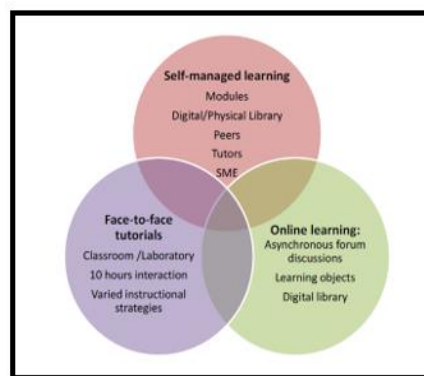 Self-managed learning
Modules
Digital/Physical Library
Peers
Tutors
SME
Face-to-face
tutorials
Classroom /Laboratory
10 hours interaction
Varied instructional
strategies
Online learning:
Asynchronous forum
discussions
Learning objects
Digital library